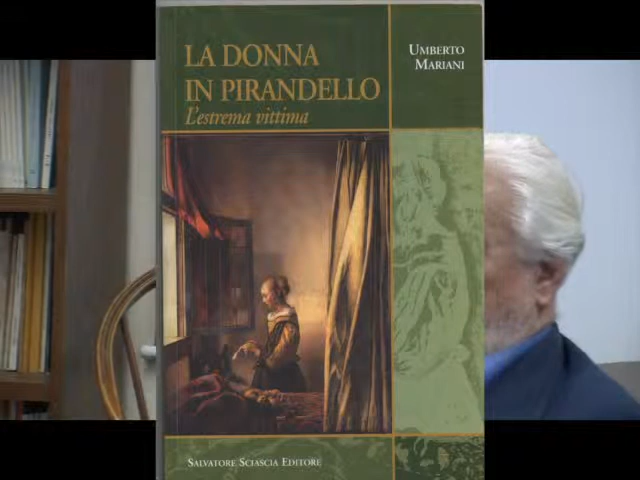 LA DONNA
IN PIRANDELLO
L'estrema vittima
UMBERTO
MARIANI
SALVATORE SCIASCIA EDITORE